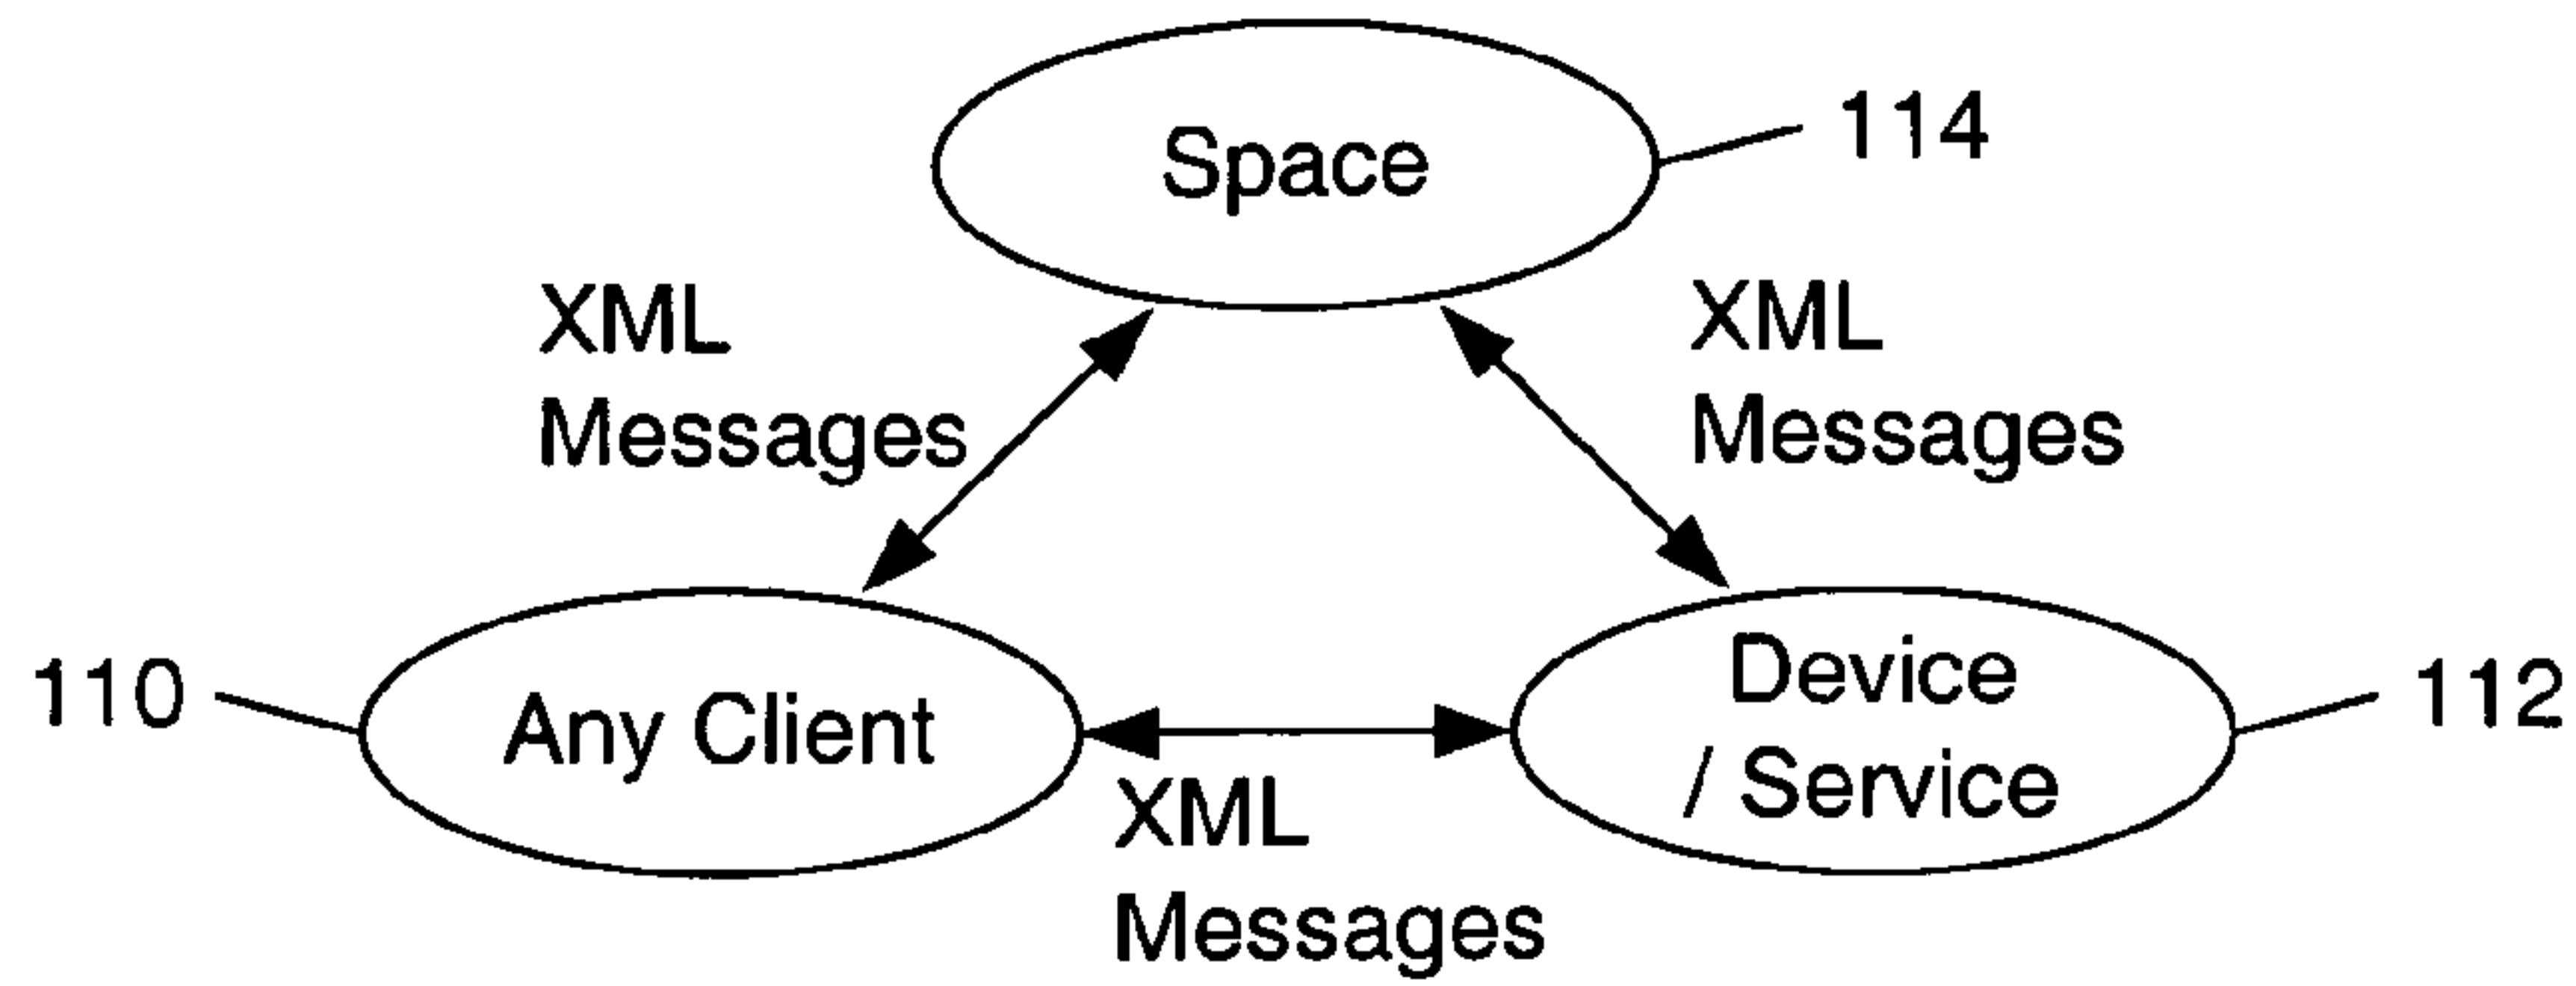 Space
114
XML
Messages
XML
Messages
110
Any Client
Device
/ Service
112
XML
Messages